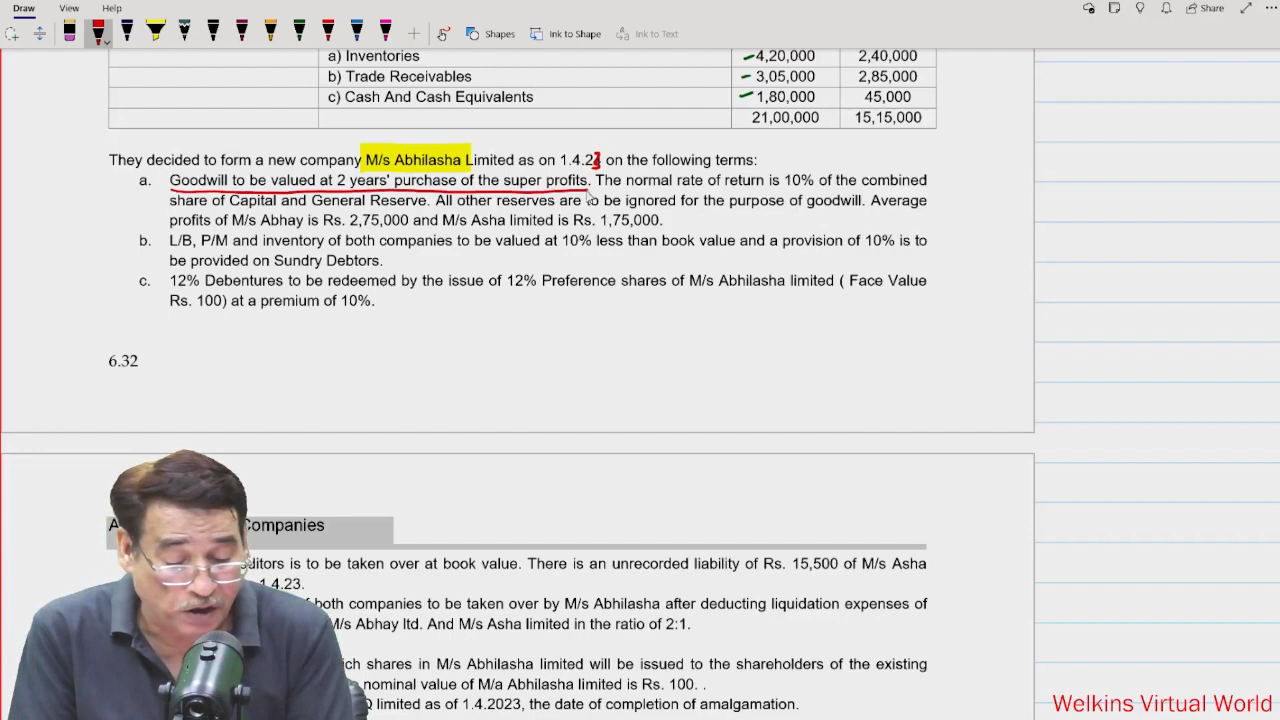 Draw View Share
Shapes Ink to Shape Ink to Text
a) Inventories 4,20,000 2,40,000
b) Trade Receivables 3,05,000 2,85,000
c) Cash And Cash Equivalents 1,80,000 45,000
21,00,000 15,15,000
They decided to form a new company M/s Abhilasha Limited as on 1.4.23 on the following terms:
a. Goodwill to be valued at 2 years' purchase of the super profits. The normal rate of return is 10% of the combined
share of Capital and General Reserve. All other reserves are to be ignored for the purpose of goodwill. Average
profits of M/s Abhay is Rs. 2,75,000 and M/s Asha limited is Rs. 1,75,000.
b. L/B, P/M and inventory of both companies to be valued at 10% less than book value and a provision of 10% is to
be provided on Sundry Debtors.
c. 12% Debentures to be redeemed by the issue of 12% Preference shares of M/s Abhilasha limited ( Face Value
Rs. 100) at a premium of 10%.
6.32
Companies
is to be taken over at book value. There is an unrecorded liability of Rs. 15,500 of M/s Asha
1.4.23.
both companies to be taken over by M/s Abhilasha after deducting liquidation expenses of
M/s Abhay ltd. And M/s Asha limited in the ratio of 2:1.
shares in M/s Abhilasha limited will be issued to the shareholders of the existing
nominal value of M/a Abhilasha limited is Rs. 100. .
limited as of 1.4.2023, the date of completion of amalgamation.
Welkins Virtual World